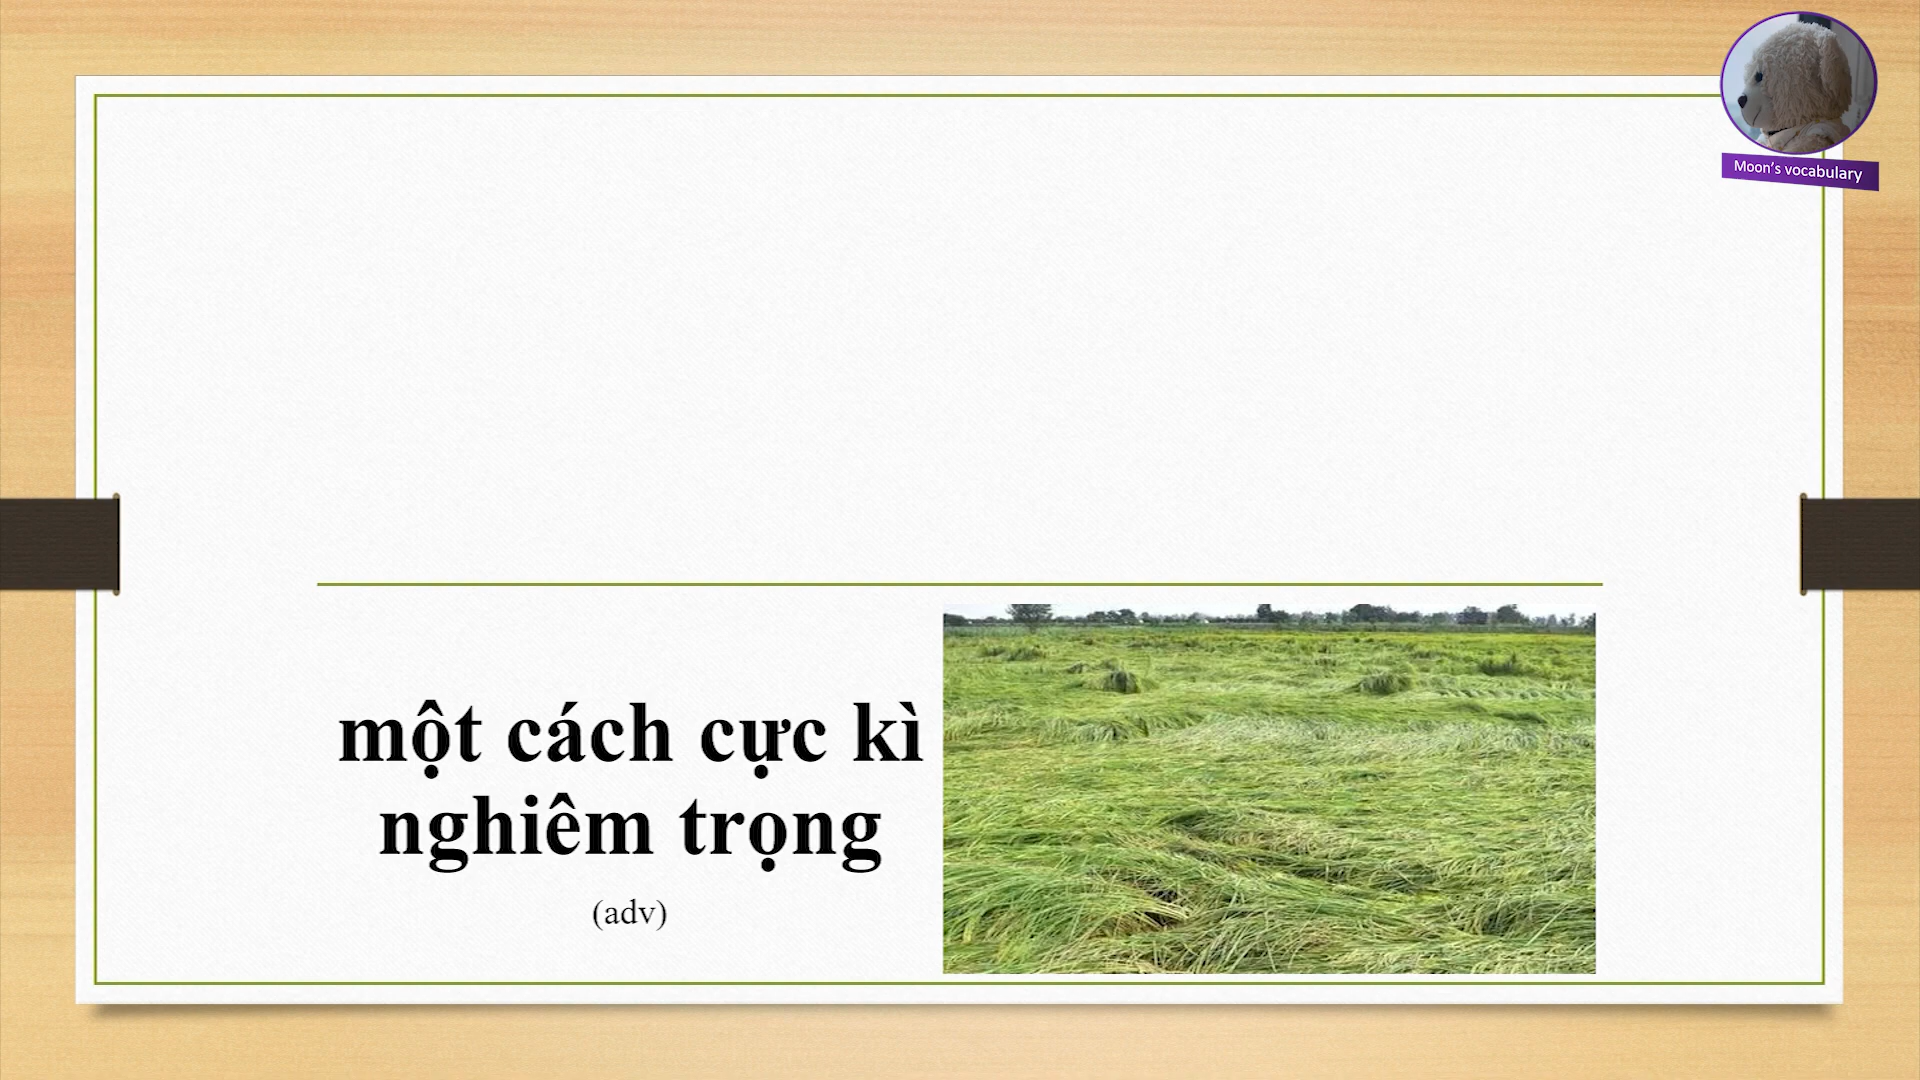 Moon's vocabulary
một cách cực kì
nghiêm trọng
(adv)